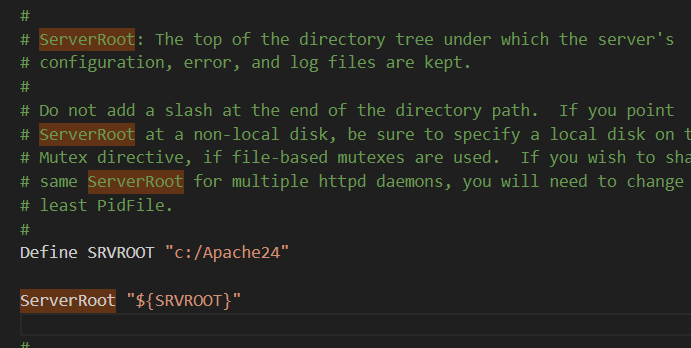 #
# ServerRoot: The top of the directory tree under which the server's
# configuration, error, and log files are kept.
#
# Do not add a slash at the end of the directory path.  If you point
# ServerRoot at a non-local disk, be sure to specify a local disk on
# Mutex directive, if file-based mutexes are used.  If you wish to
# same ServerRoot for multiple httpd daemons, you will need to change
# least PidFile.
#
Define SRVROOT "c:/Apache24"
ServerRoot "${SRVROOT}"
#